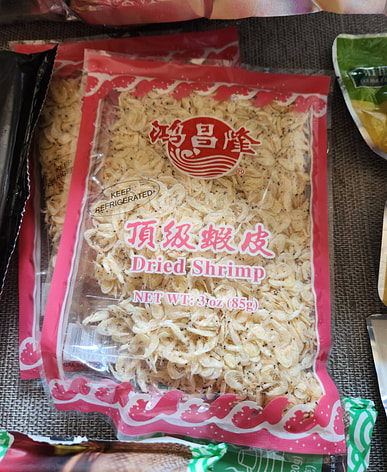 鴻昌隆
®
KEEP
REFRIGERATED
頂級蝦皮
Dried Shrimp
NET WT: 3 oz (85g)